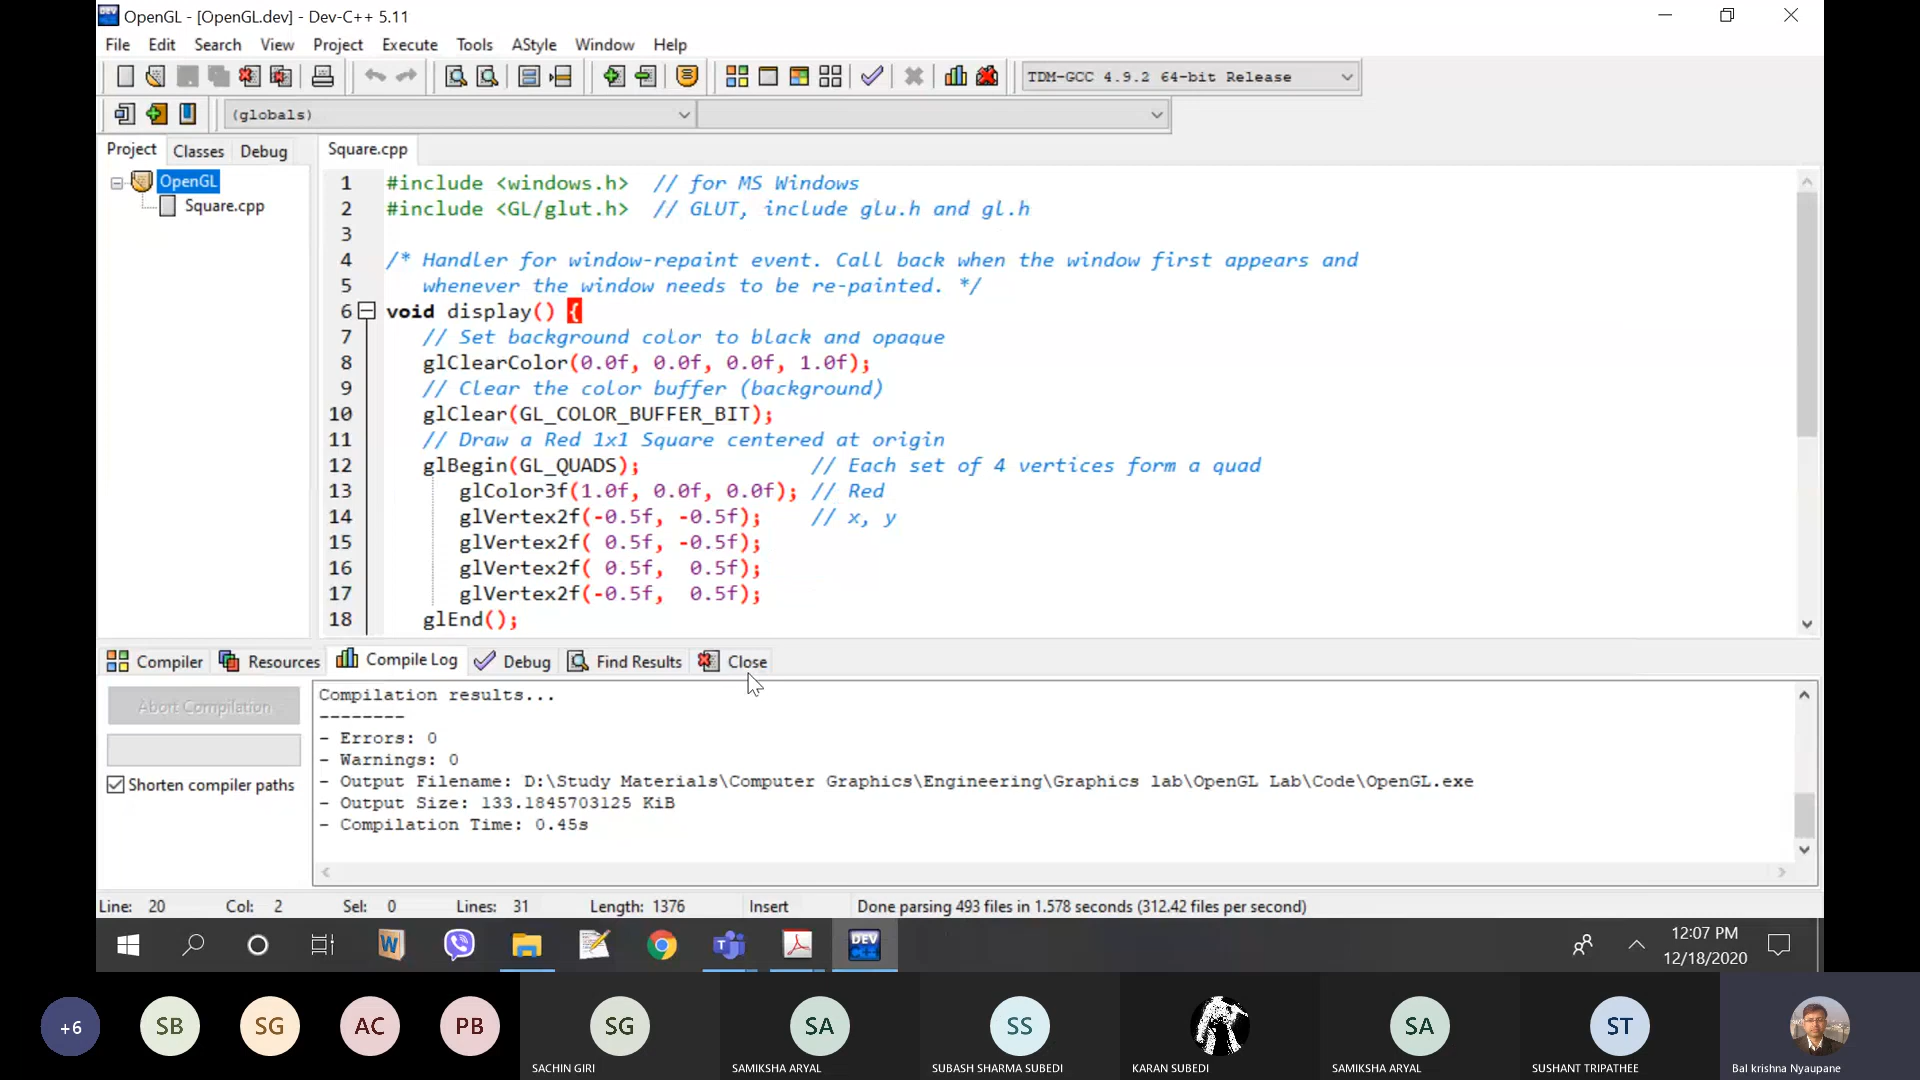 OpenGL - [OpenGL.dev] - Dev-C++ 5.11
File Edit Search View Project Execute Tools AStyle Window Help
TDM-GCC 4.9.2 64-bit Release
(globals)
Project Classes Debug
Square.cpp
OpenGL
Square.cpp
1 #include <windows.h>  // for MS Windows
2 #include <GL/glut.h>  // GLUT, include glu.h and gl.h
3
4 /* Handler for window-repaint event. Call back when the window first appears and
5    whenever the window needs to be re-painted. */
6 void display() {
7    // Set background color to black and opaque
8    glClearColor(0.0f, 0.0f, 0.0f, 1.0f);
9    // Clear the color buffer (background)
10    glClear(GL_COLOR_BUFFER_BIT);
11    // Draw a Red 1x1 Square centered at origin
12    glBegin(GL_QUADS);              // Each set of 4 vertices form a quad
13       glColor3f(1.0f, 0.0f, 0.0f); // Red
14       glVertex2f(-0.5f, -0.5f);    // x, y
15       glVertex2f( 0.5f, -0.5f);
16       glVertex2f( 0.5f,  0.5f);
17       glVertex2f(-0.5f,  0.5f);
18    glEnd();
Compiler Resources Compile Log Debug Find Results Close
Abort Compilation
Shorten compiler paths
Compilation results...
--------
- Errors: 0
- Warnings: 0
- Output Filename: D:\Study Materials\Computer Graphics\Engineering\Graphics lab\OpenGL Lab\Code\OpenGL.exe
- Output Size: 133.1845703125 KiB
- Compilation Time: 0.45s
Line: 20 Col: 2 Sel: 0 Lines: 31 Length: 1376 Insert Done parsing 493 files in 1.578 seconds (312.42 files per second)
W
DEV
12:07 PM
12/18/2020
+6 SB SG AC PB SG SA SS SA ST
SACHIN GIRI SAMIKSHA ARYAL SUBASH SHARMA SUBEDI KARAN SUBEDI SAMIKSHA ARYAL SUSHANT TRIPATHEE Bal krishna Nyaupane